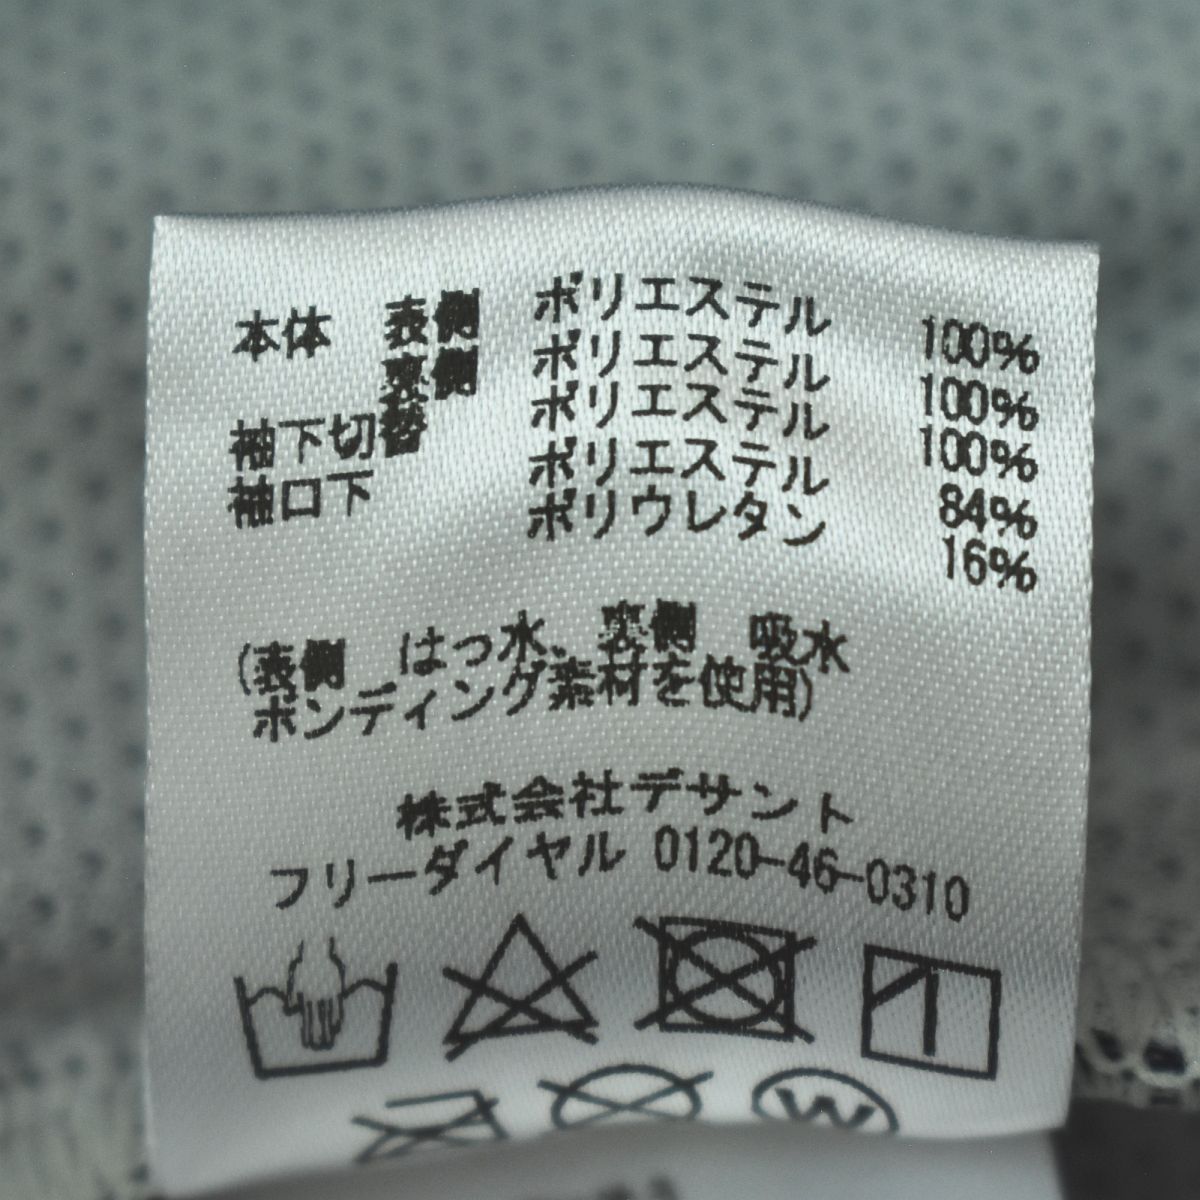 本体 表側 ポリエステル 100%
裏側 ポリエステル 100%
袖下切替 ポリエステル 100%
袖口下 ポリエステル 84%
ポリウレタン 16%
(表側 はっ水、裏側 吸水
ボンディング素材を使用)
株式会社デサント
フリーダイヤル 0120-46-0310
W